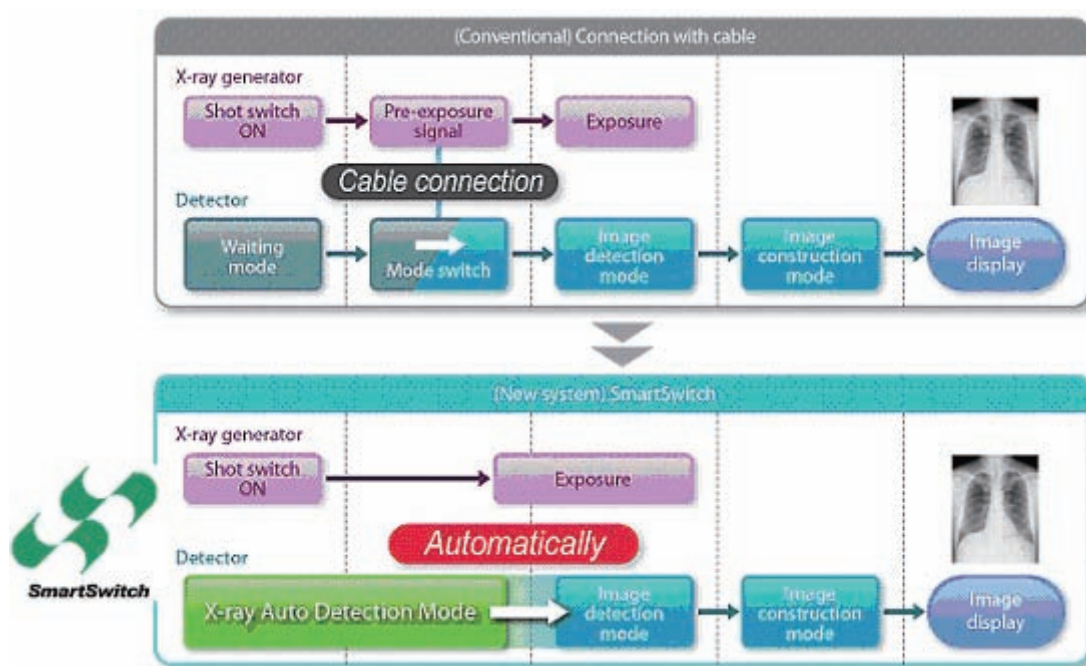 (Conventional) Connection with cable
X-ray generator
Shot switch
ON
Pre-exposure
signal
Exposure
Cable connection
Detector
Waiting
mode
Mode switch
Image
detection
mode
Image
construction
mode
Image
display
(New system) SmartSwitch
X-ray generator
Shot switch
ON
Exposure
Automatically
Detector
SmartSwitch
X-ray Auto Detection Mode
Image
detection
mode
Image
construction
mode
Image
display